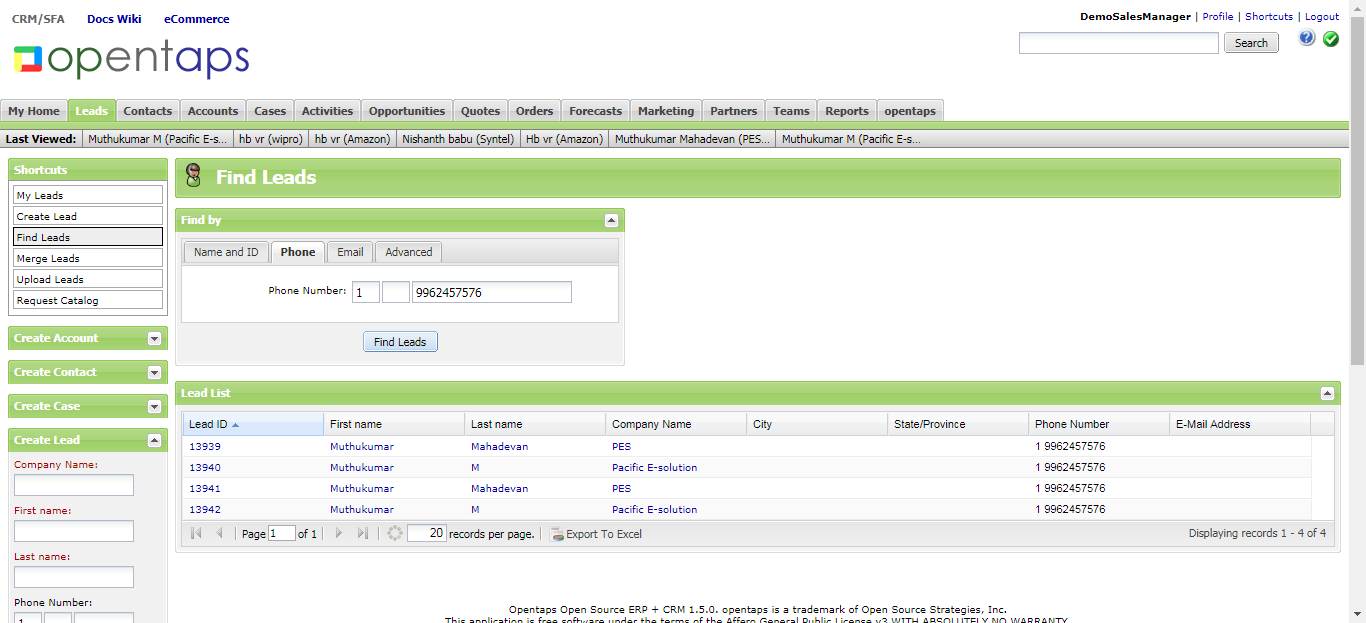 CRM/SFA Docs Wiki eCommerce
DemoSalesManager | Profile | Shortcuts | Logout
opentaps
Search
My Home Leads Contacts Accounts Cases Activities Opportunities Quotes Orders Forecasts Marketing Partners Teams Reports opentaps
Last Viewed: Muthukumar M (Pacific E-s... hb vr (wipro) hb vr (Amazon) Nishanth babu (Syntel) Hb vr (Amazon) Muthukumar Mahadevan (PES... Muthukumar M (Pacific E-s...
Shortcuts
My Leads
Create Lead
Find Leads
Merge Leads
Upload Leads
Request Catalog
Create Account
Create Contact
Create Case
Create Lead
Company Name:
First name:
Last name:
Phone Number:
1
Find Leads
Find by
Name and ID Phone Email Advanced
Phone Number: 1 9962457576
Find Leads
Lead List
Lead ID First name Last name Company Name City State/Province Phone Number E-Mail Address
13939 Muthukumar Mahadevan PES 1 9962457576
13940 Muthukumar M Pacific E-solution 1 9962457576
13941 Muthukumar Mahadevan PES 1 9962457576
13942 Muthukumar M Pacific E-solution 1 9962457576
Page 1 of 1 20 records per page. Export To Excel Displaying records 1 - 4 of 4
Opentaps Open Source ERP + CRM 1.5.0. opentaps is a trademark of Open Source Strategies, Inc.
This application is free software under the terms of the Affero General Public License v3 WITH ABSOLUTELY NO WARRANTY